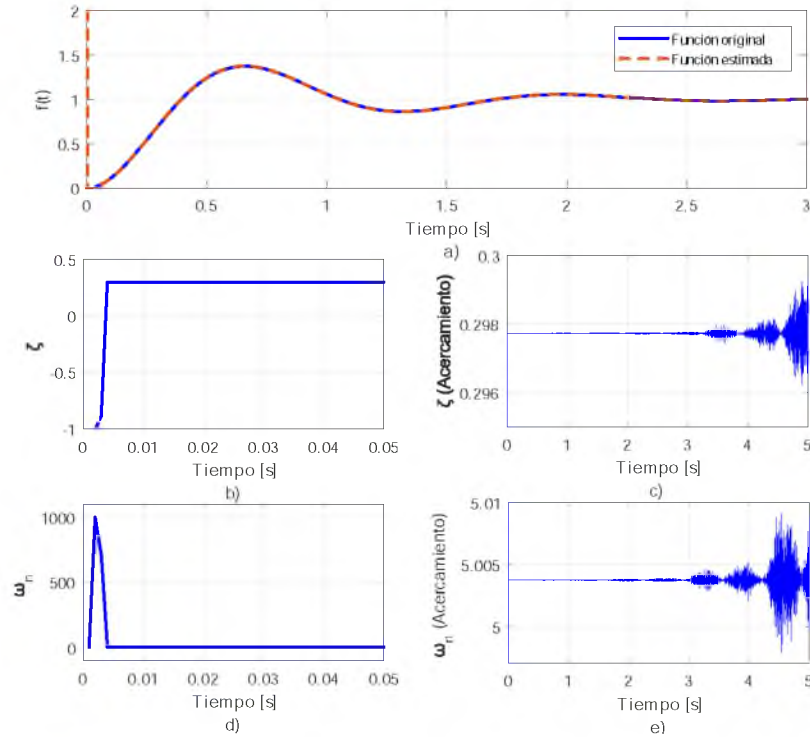 2
1.5
1
0.5
0
f(t)
Función original
Función estimada
0
0.5
1
1.5
2
2.5
3
Tiempo [s]
a)
0.5
0
-0.5
-1
ζ
0
0.01
0.02
0.03
0.04
0.05
Tiempo [s]
b)
0.3
0.298
0.296
ζ (Acercamiento)
0
1
2
3
4
5
Tiempo [s]
c)
1000
500
0
ωn
0
0.01
0.02
0.03
0.04
0.05
Tiempo [s]
d)
5.01
5.005
5
ωn (Acercamiento)
0
1
2
3
4
5
Tiempo [s]
e)